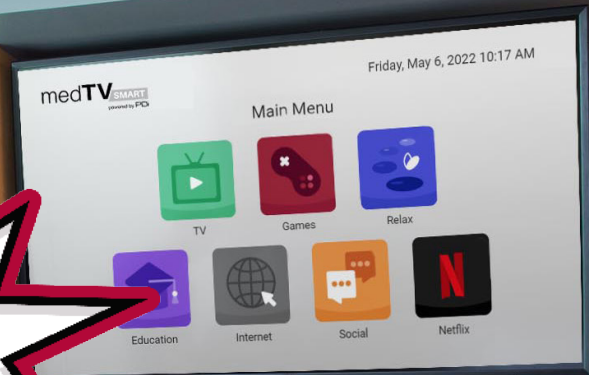 Friday, May 6, 2022 10:17 AM
medTV SMART
powered by PDi
Main Menu
TV
Games
Relax
Education
Internet
Social
Netflix